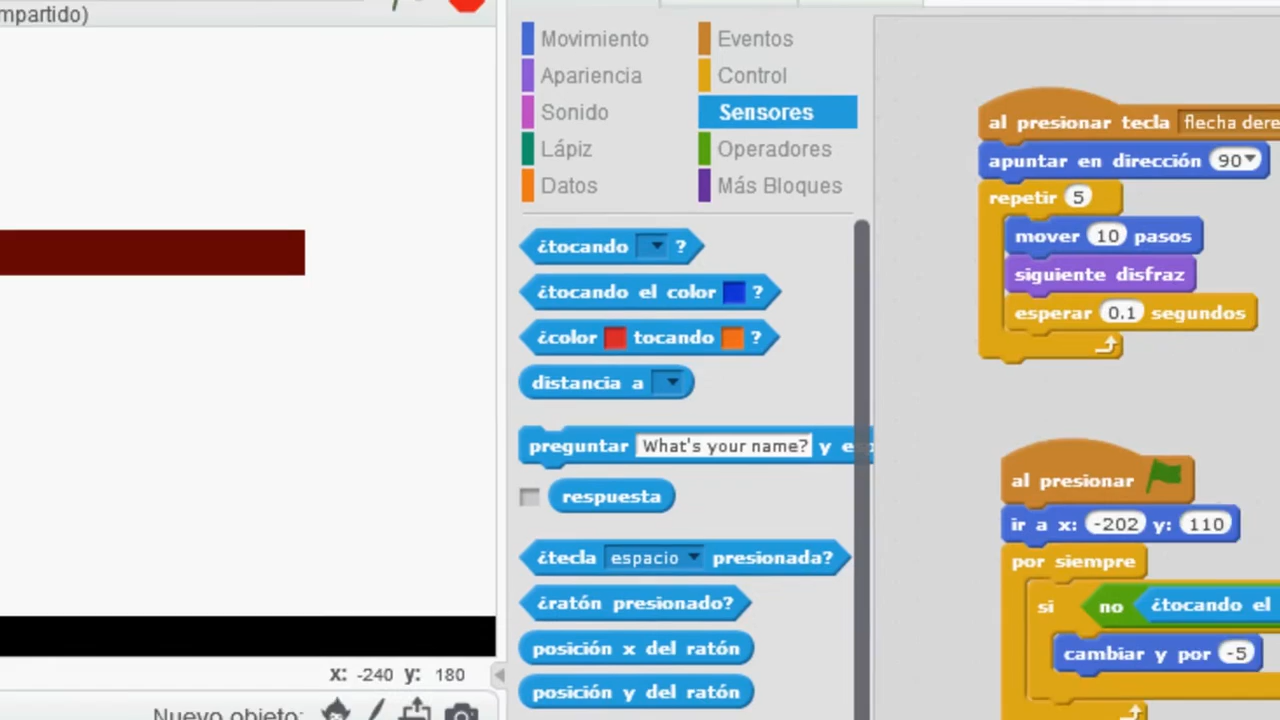 mpartido)
Movimiento
Apariencia
Sonido
Lápiz
Datos
Eventos
Control
Sensores
Operadores
Más Bloques
¿tocando ?
¿tocando el color ?
¿color tocando ?
distancia a
preguntar What's your name? y es
respuesta
¿tecla espacio presionada?
¿ratón presionado?
posición x del ratón
posición y del ratón
x: -240 y: 180
Nuevo objeto:
al presionar tecla flecha dere
apuntar en dirección 90
repetir 5
mover 10 pasos
siguiente disfraz
esperar 0.1 segundos
al presionar
ir a x: -202 y: 110
por siempre
si no ¿tocando el
cambiar y por -5